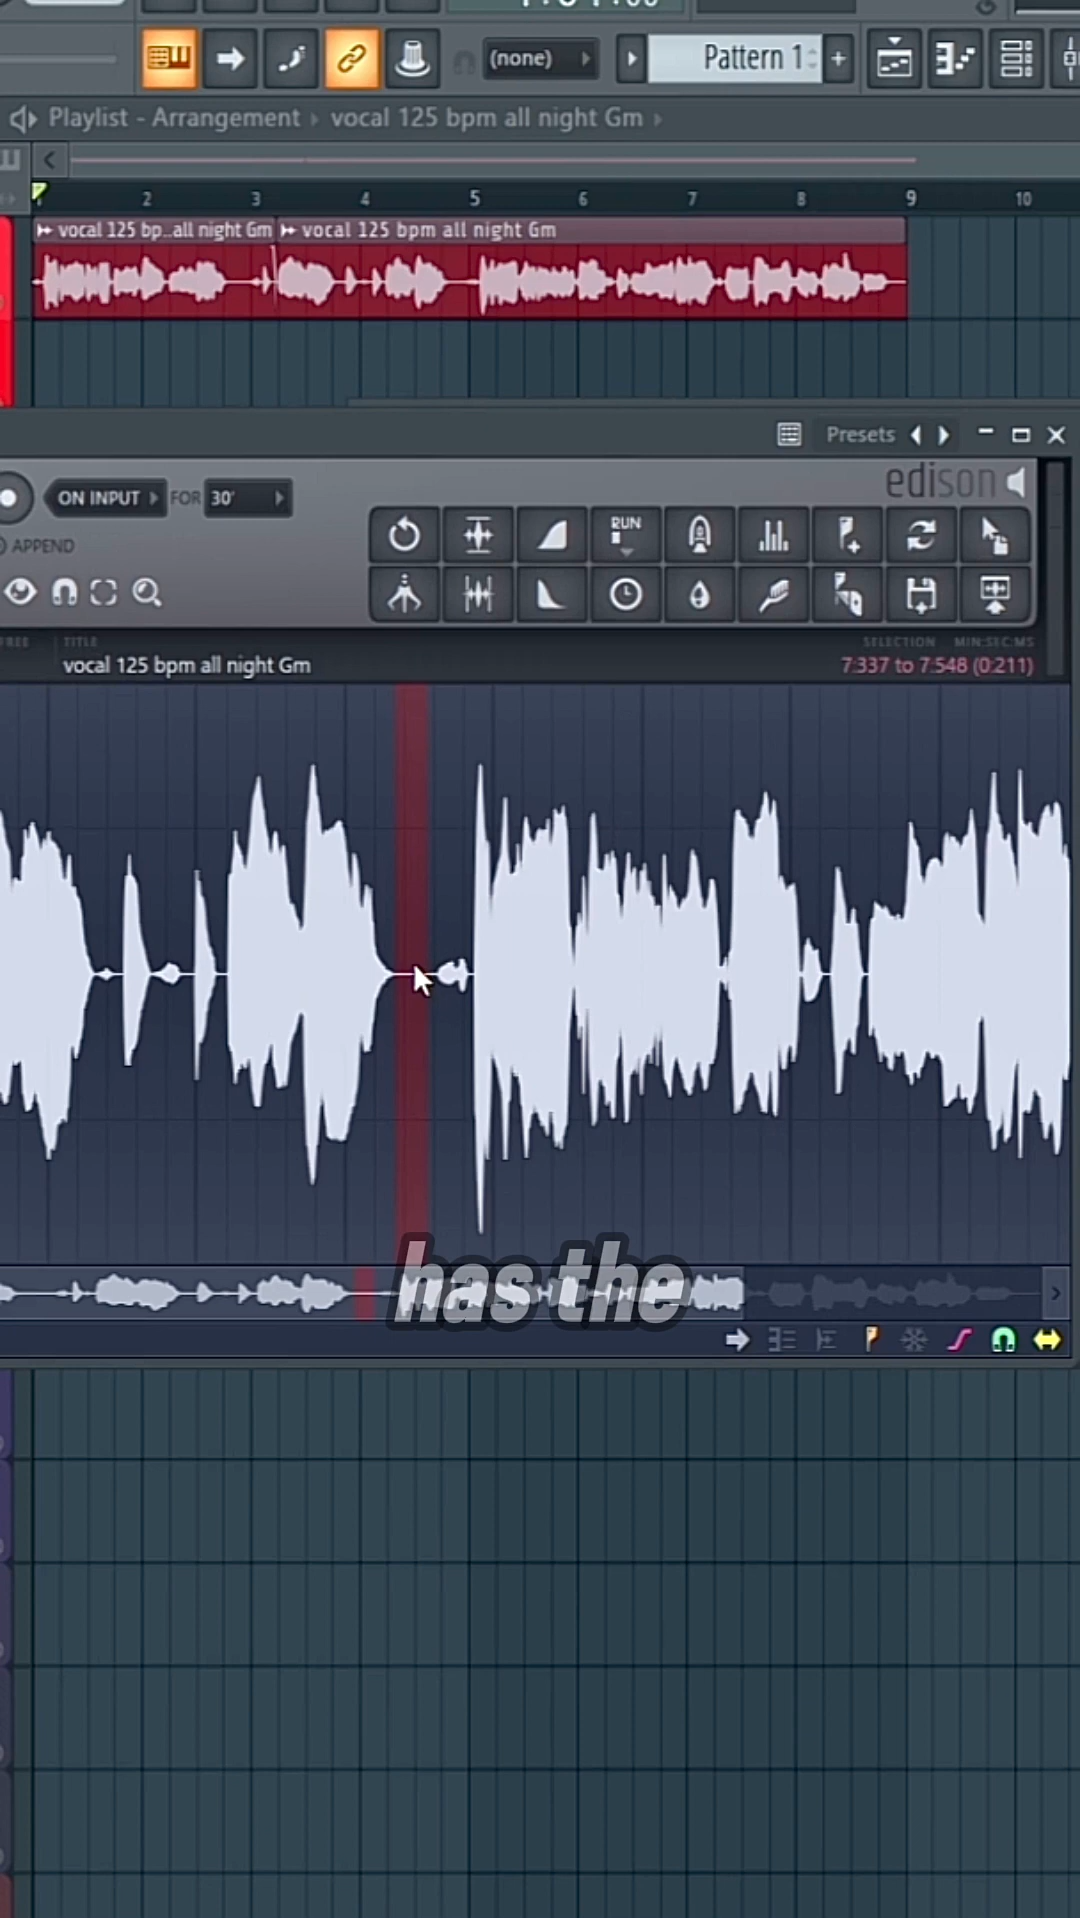 (none)
Pattern 1
+
Playlist - Arrangement vocal 125 bpm all night Gm
2 3 4 5 6 7 8 9 10
vocal 125 bp..all night Gm vocal 125 bpm all night Gm
Presets
edison
ON INPUT FOR 30'
RUN
APPEND
FREE TITLE SELECTION MIN:SEC:MS
vocal 125 bpm all night Gm 7:337 to 7:548 (0:211)
has the